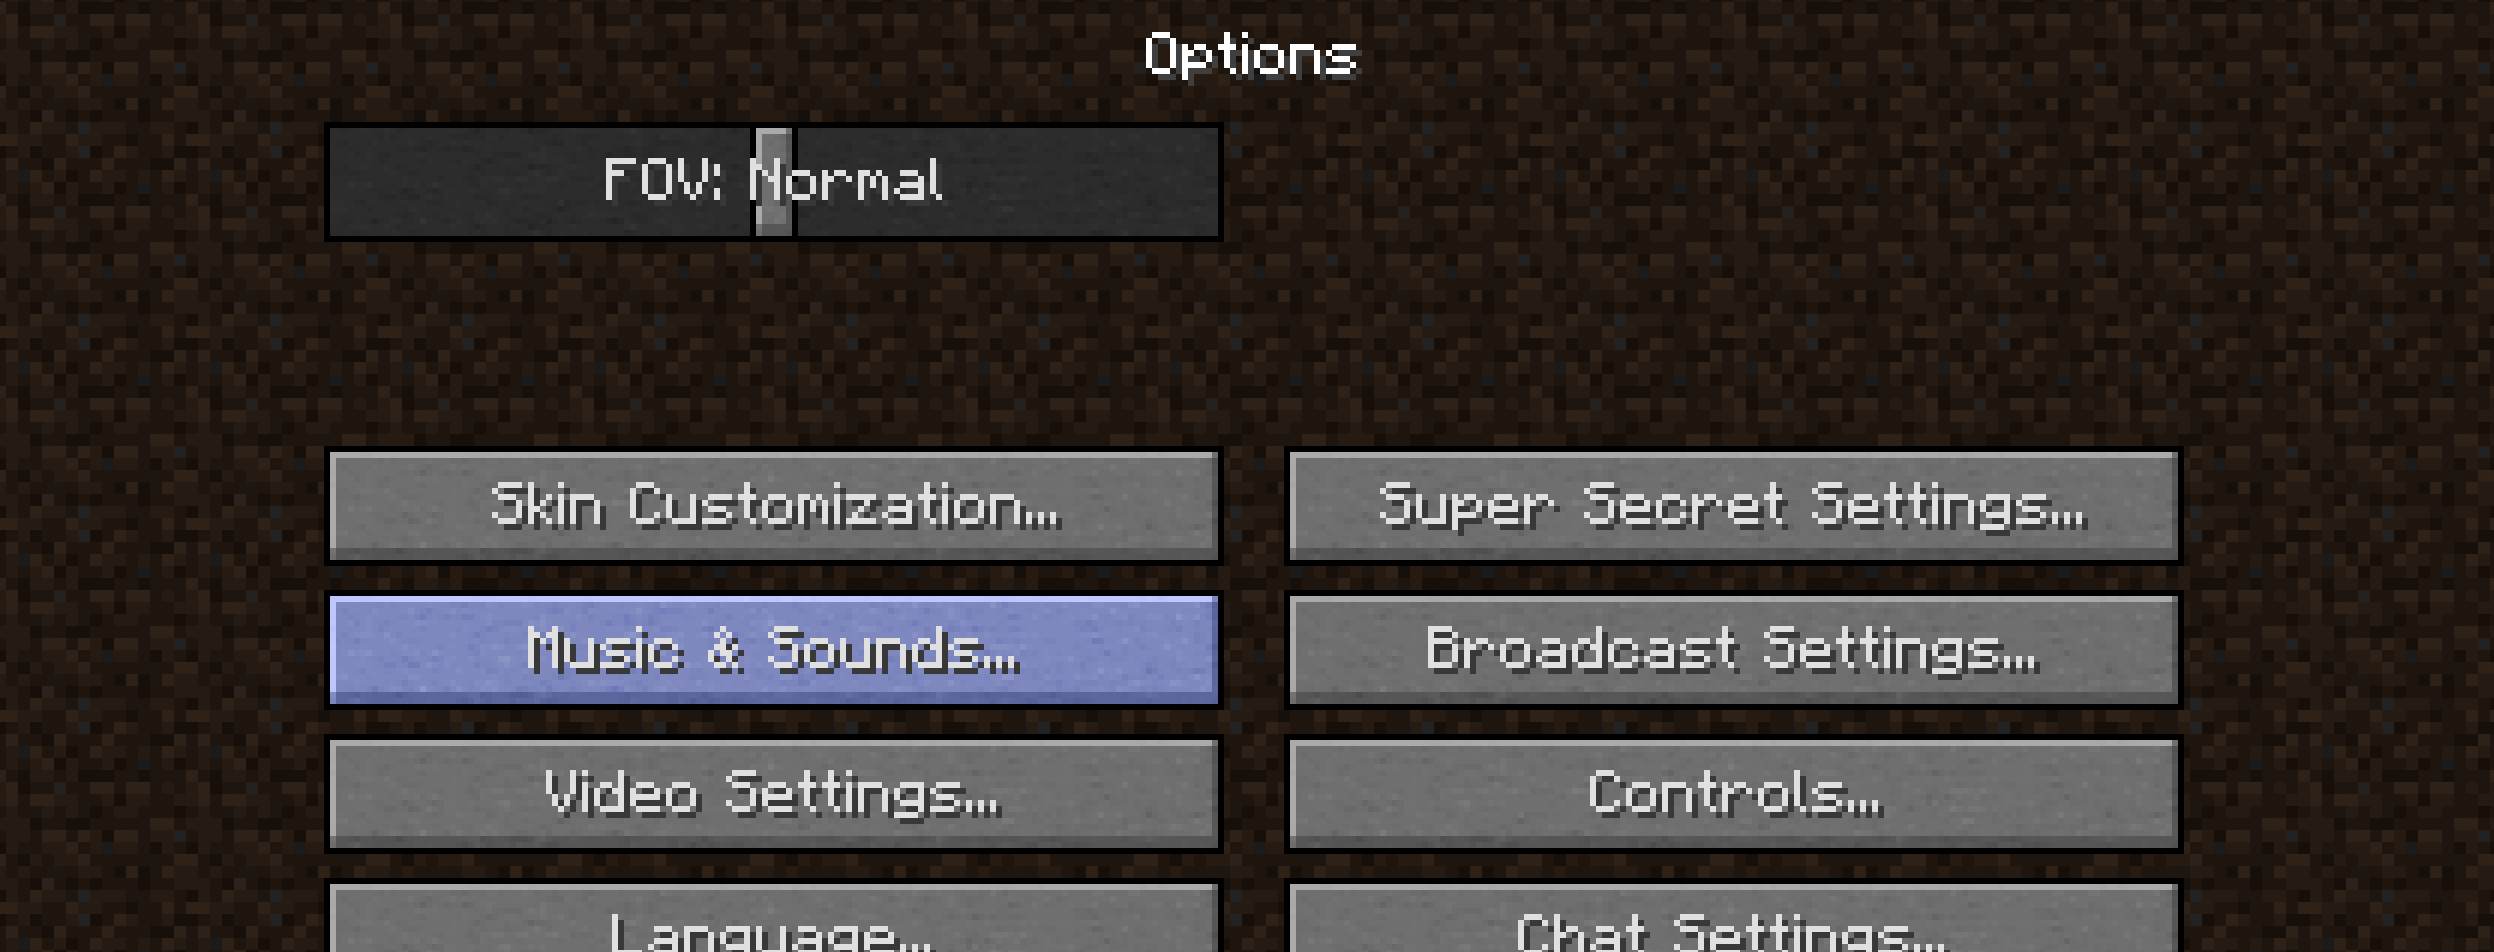 Options
FOV: Normal
Skin Customization...
Super Secret Settings...
Music & Sounds...
Broadcast Settings...
Video Settings...
Controls...
Language...
Chat Settings...